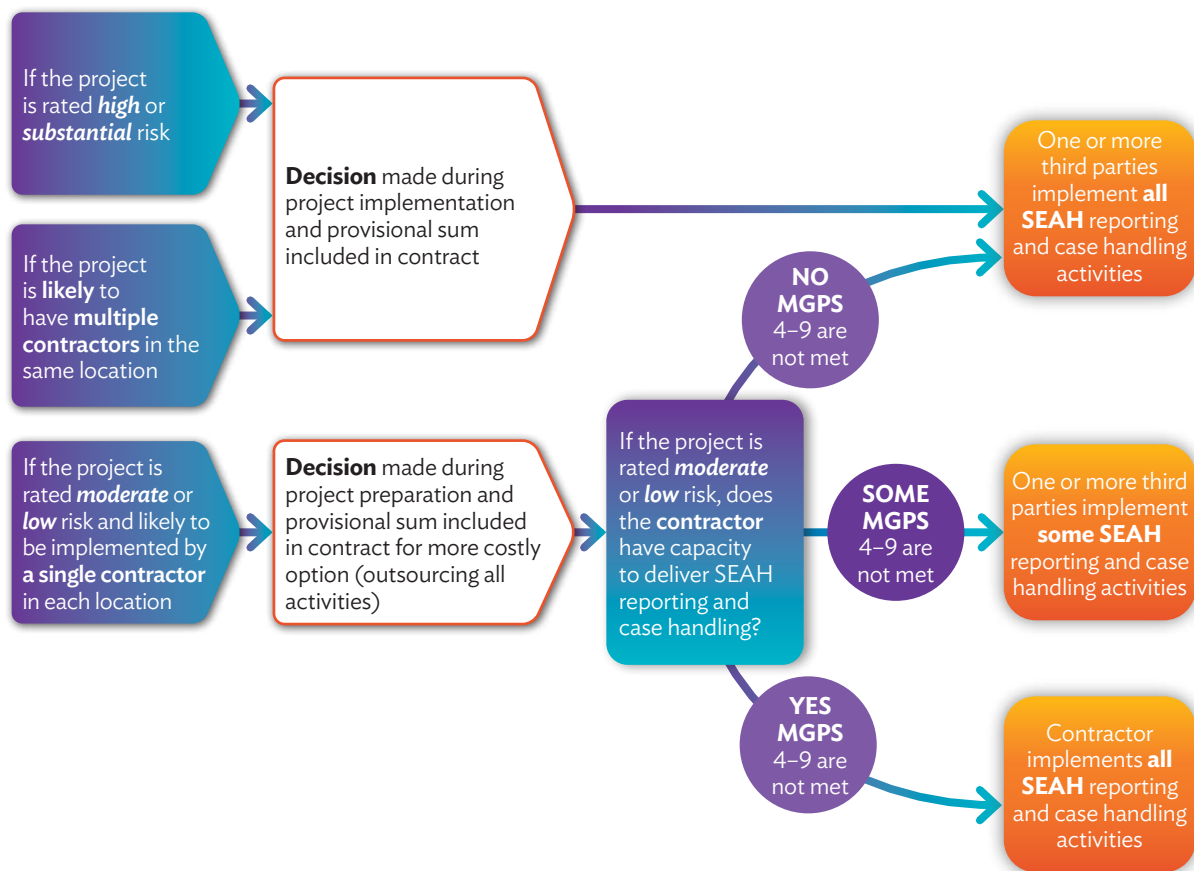 If the project
is rated high or
substantial risk
If the project
is likely to
have multiple
contractors in the
same location
Decision made during
project implementation
and provisional sum
included in contract
One or more
third parties
implement all
SEAH reporting
and case handling
activities
NO
MGPS
4–9 are
not met
If the project is
rated moderate or
low risk and likely to
be implemented by
a single contractor
in each location
Decision made during
project preparation and
provisional sum included
in contract for more costly
option (outsourcing all
activities)
If the project is
rated moderate
or low risk, does
the contractor
have capacity
to deliver SEAH
reporting and
case handling?
SOME
MGPS
4–9 are
not met
One or more third
parties implement
some SEAH
reporting and case
handling activities
YES
MGPS
4–9 are
not met
Contractor
implements all
SEAH reporting
and case handling
activities